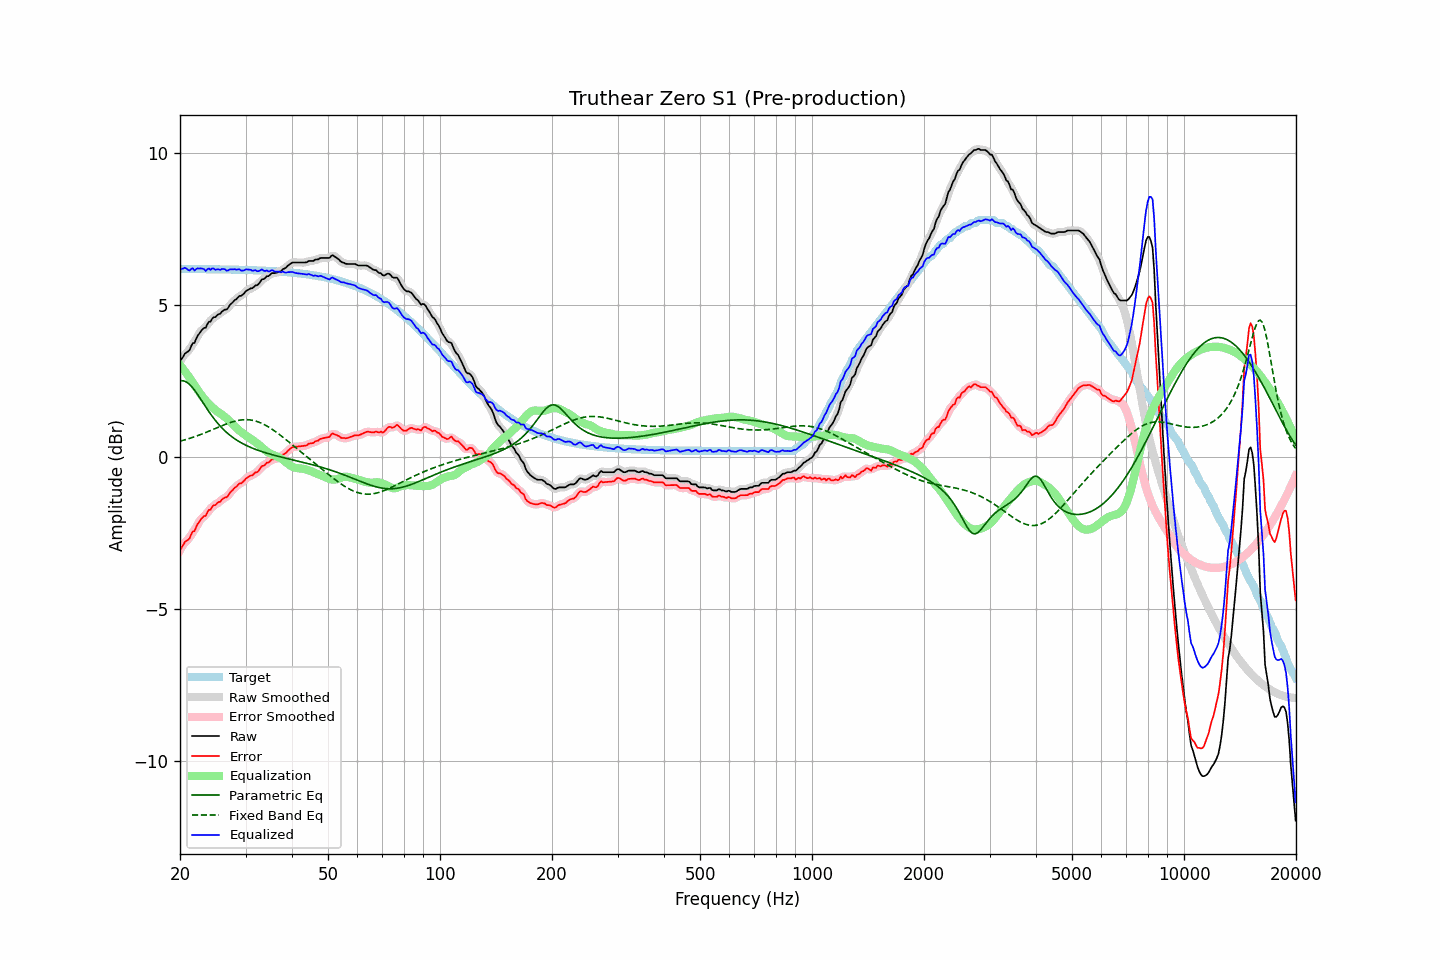 Truthear Zero S1 (Pre-production)
Amplitude (dBr)
10
5
0
−5
−10
Target
Raw Smoothed
Error Smoothed
Raw
Error
Equalization
Parametric Eq
Fixed Band Eq
Equalized
20 50 100 200 500 1000 2000 5000 10000 20000
Frequency (Hz)